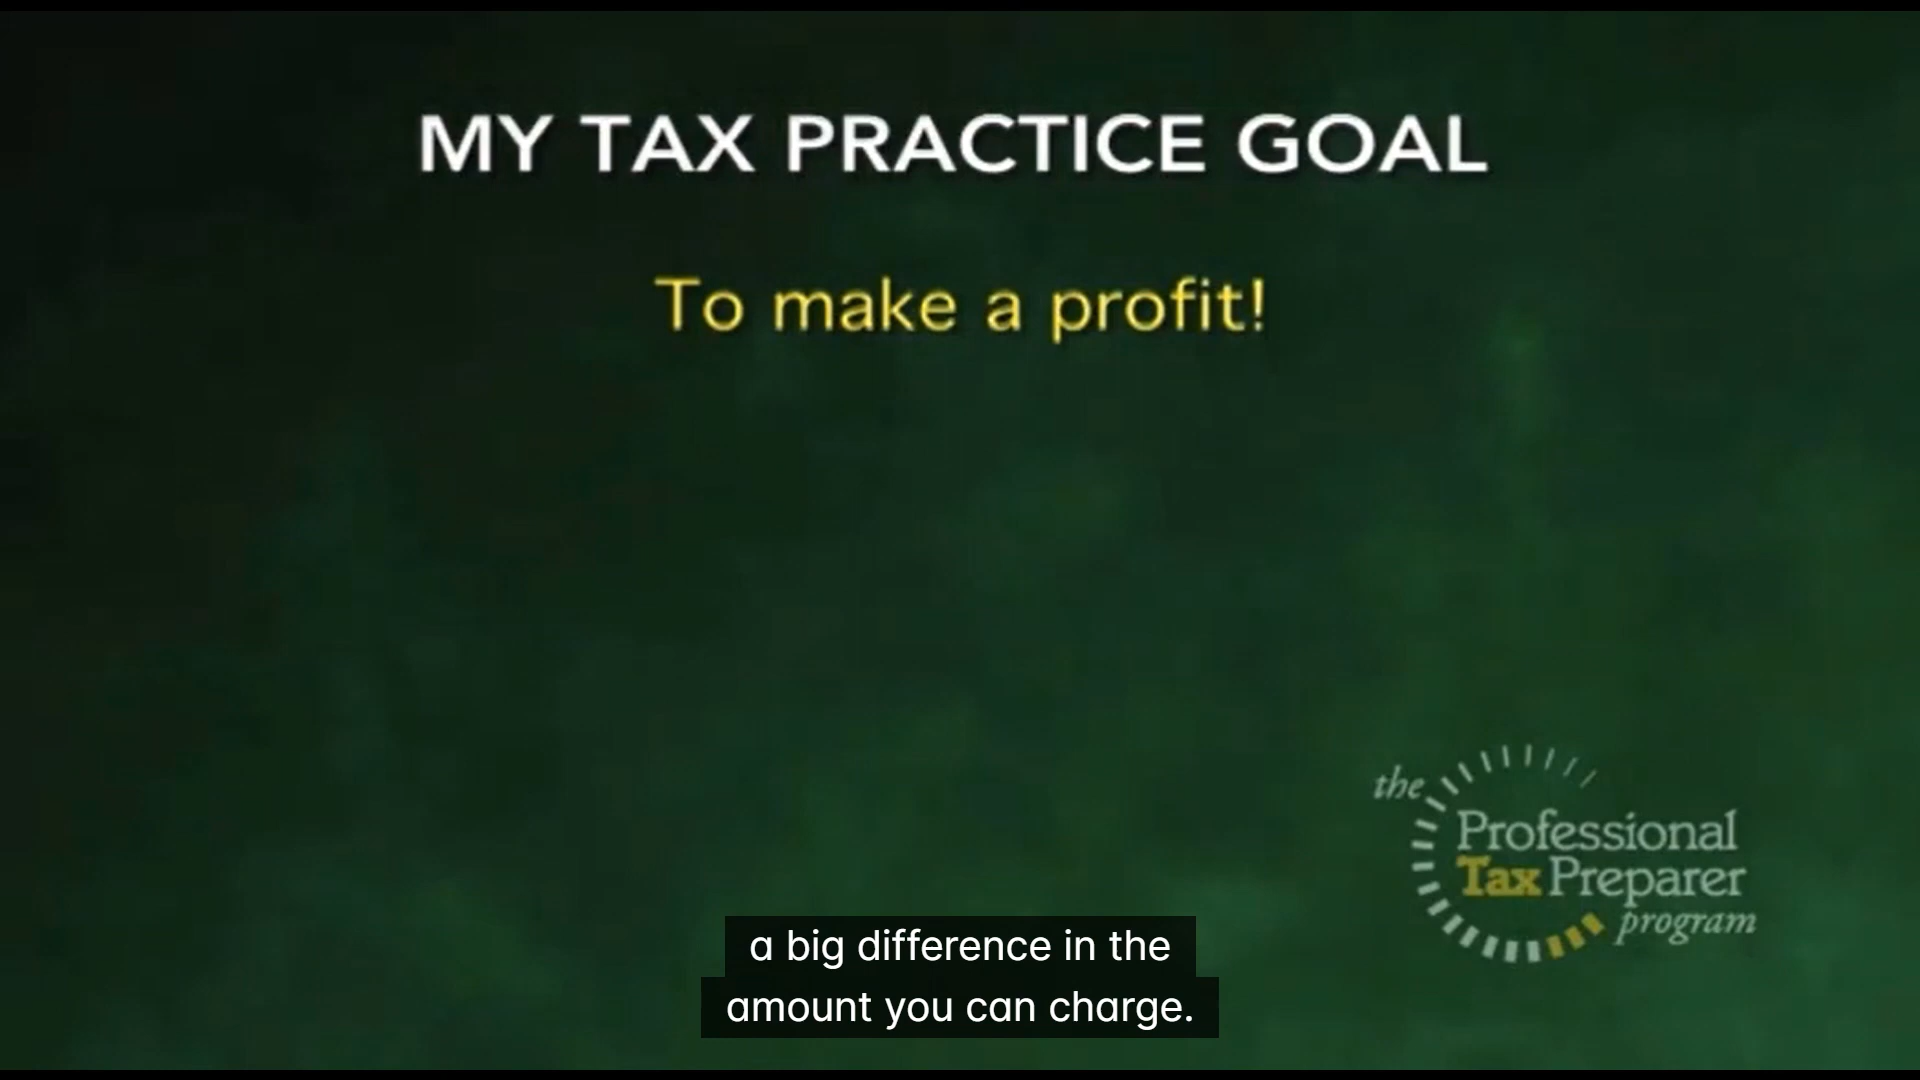 MY TAX PRACTICE GOAL
To make a profit!
the
Professional
Tax Preparer
program
a big difference in the
amount you can charge.